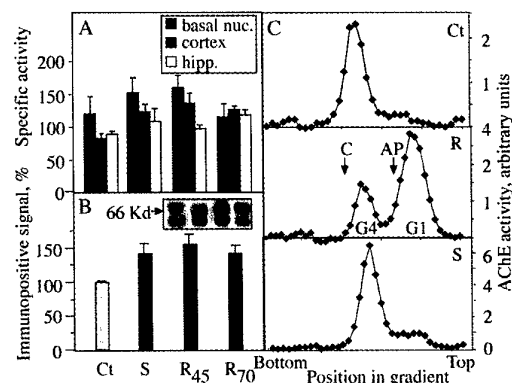 A
basal nuc.
cortex
hipp.
Specific activity
200
150
100
50
0
B
66 Kd
Immunopositive signal, %
150
100
50
0
Ct
S
R45
R70
C
Ct
2
1
R
C
AP
G4
G1
4
2
1
0
S
6
4
2
0
AChE activity, arbitrary units
Bottom
Top
Position in gradient